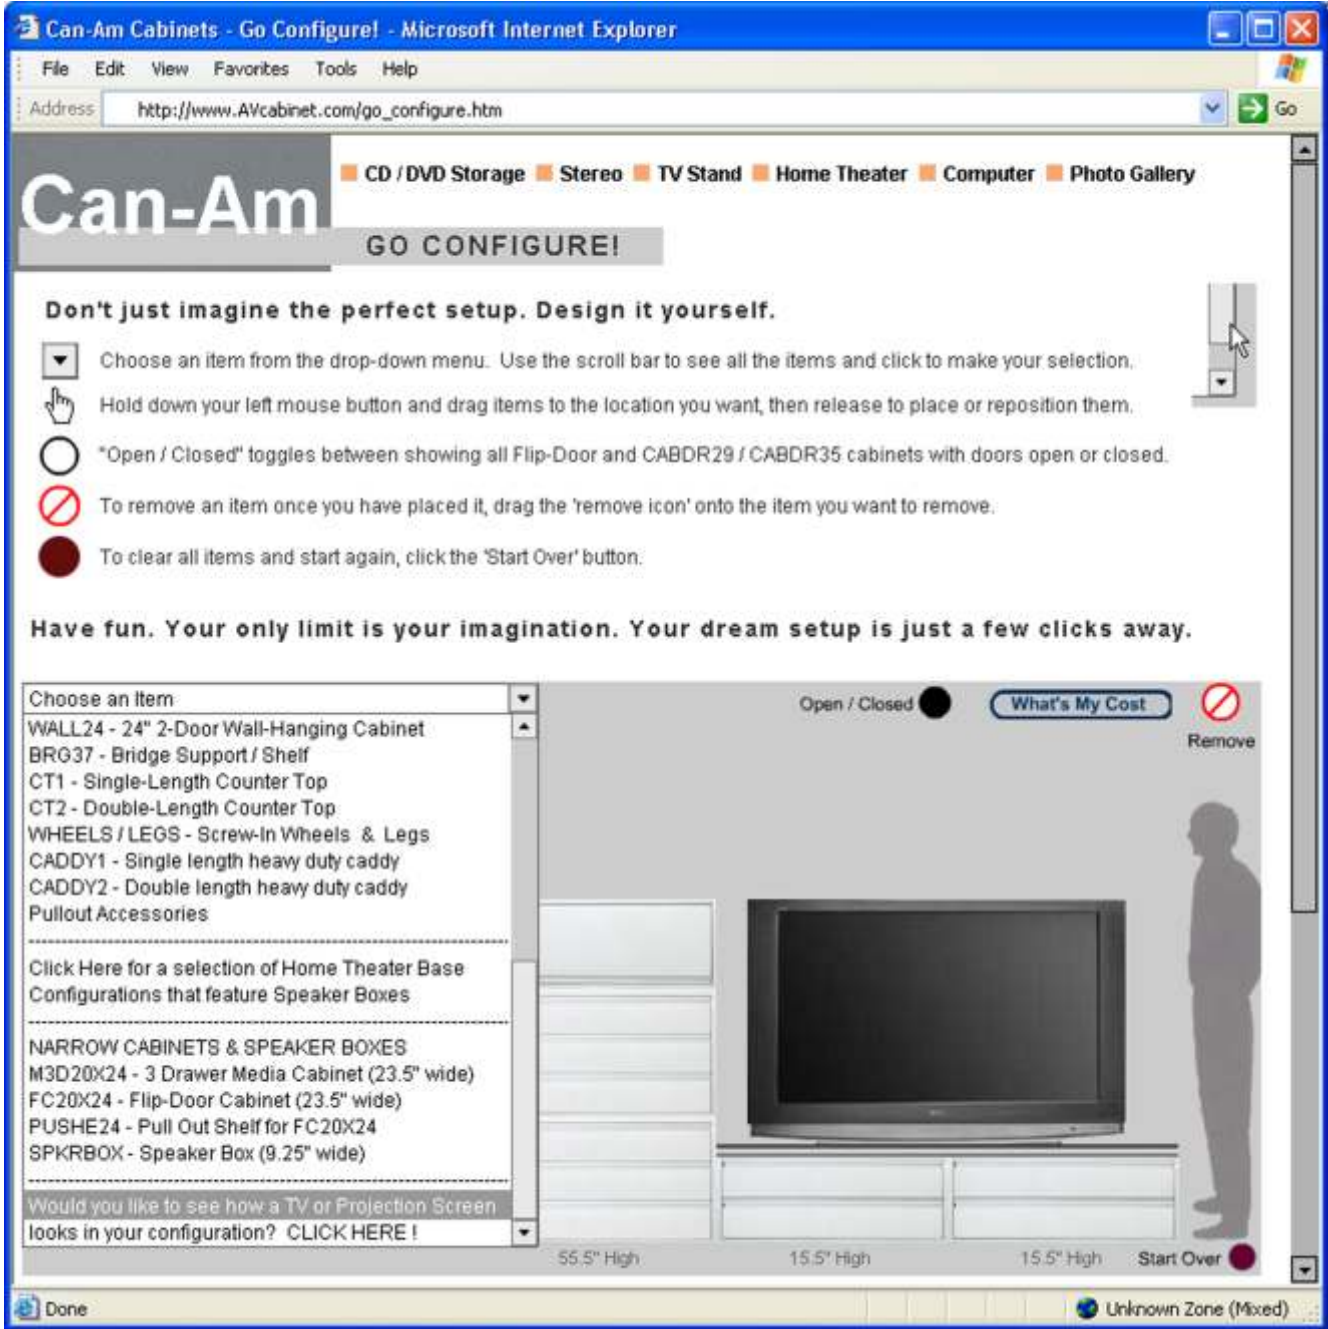 Can-Am Cabinets - Go Configure! - Microsoft Internet Explorer
File Edit View Favorites Tools Help
Address http://www.AVcabinet.com/go_configure.htm Go
Can-Am
CD / DVD Storage Stereo TV Stand Home Theater Computer Photo Gallery
GO CONFIGURE!
Don't just imagine the perfect setup. Design it yourself.
Choose an item from the drop-down menu. Use the scroll bar to see all the items and click to make your selection.
Hold down your left mouse button and drag items to the location you want, then release to place or reposition them.
"Open / Closed" toggles between showing all Flip-Door and CABDR29 / CABDR35 cabinets with doors open or closed.
To remove an item once you have placed it, drag the 'remove icon' onto the item you want to remove.
To clear all items and start again, click the 'Start Over' button.
Have fun. Your only limit is your imagination. Your dream setup is just a few clicks away.
Choose an Item
Open / Closed
What's My Cost
Remove
WALL24 - 24" 2-Door Wall-Hanging Cabinet
BRG37 - Bridge Support / Shelf
CT1 - Single-Length Counter Top
CT2 - Double-Length Counter Top
WHEELS / LEGS - Screw-In Wheels & Legs
CADDY1 - Single length heavy duty caddy
CADDY2 - Double length heavy duty caddy
Pullout Accessories
Click Here for a selection of Home Theater Base
Configurations that feature Speaker Boxes
NARROW CABINETS & SPEAKER BOXES
M3D20X24 - 3 Drawer Media Cabinet (23.5" wide)
FC20X24 - Flip-Door Cabinet (23.5" wide)
PUSHE24 - Pull Out Shelf for FC20X24
SPKRBOX - Speaker Box (9.25" wide)
Would you like to see how a TV or Projection Screen
looks in your configuration? CLICK HERE !
55.5" High 15.5" High 15.5" High Start Over
Done Unknown Zone (Mixed)